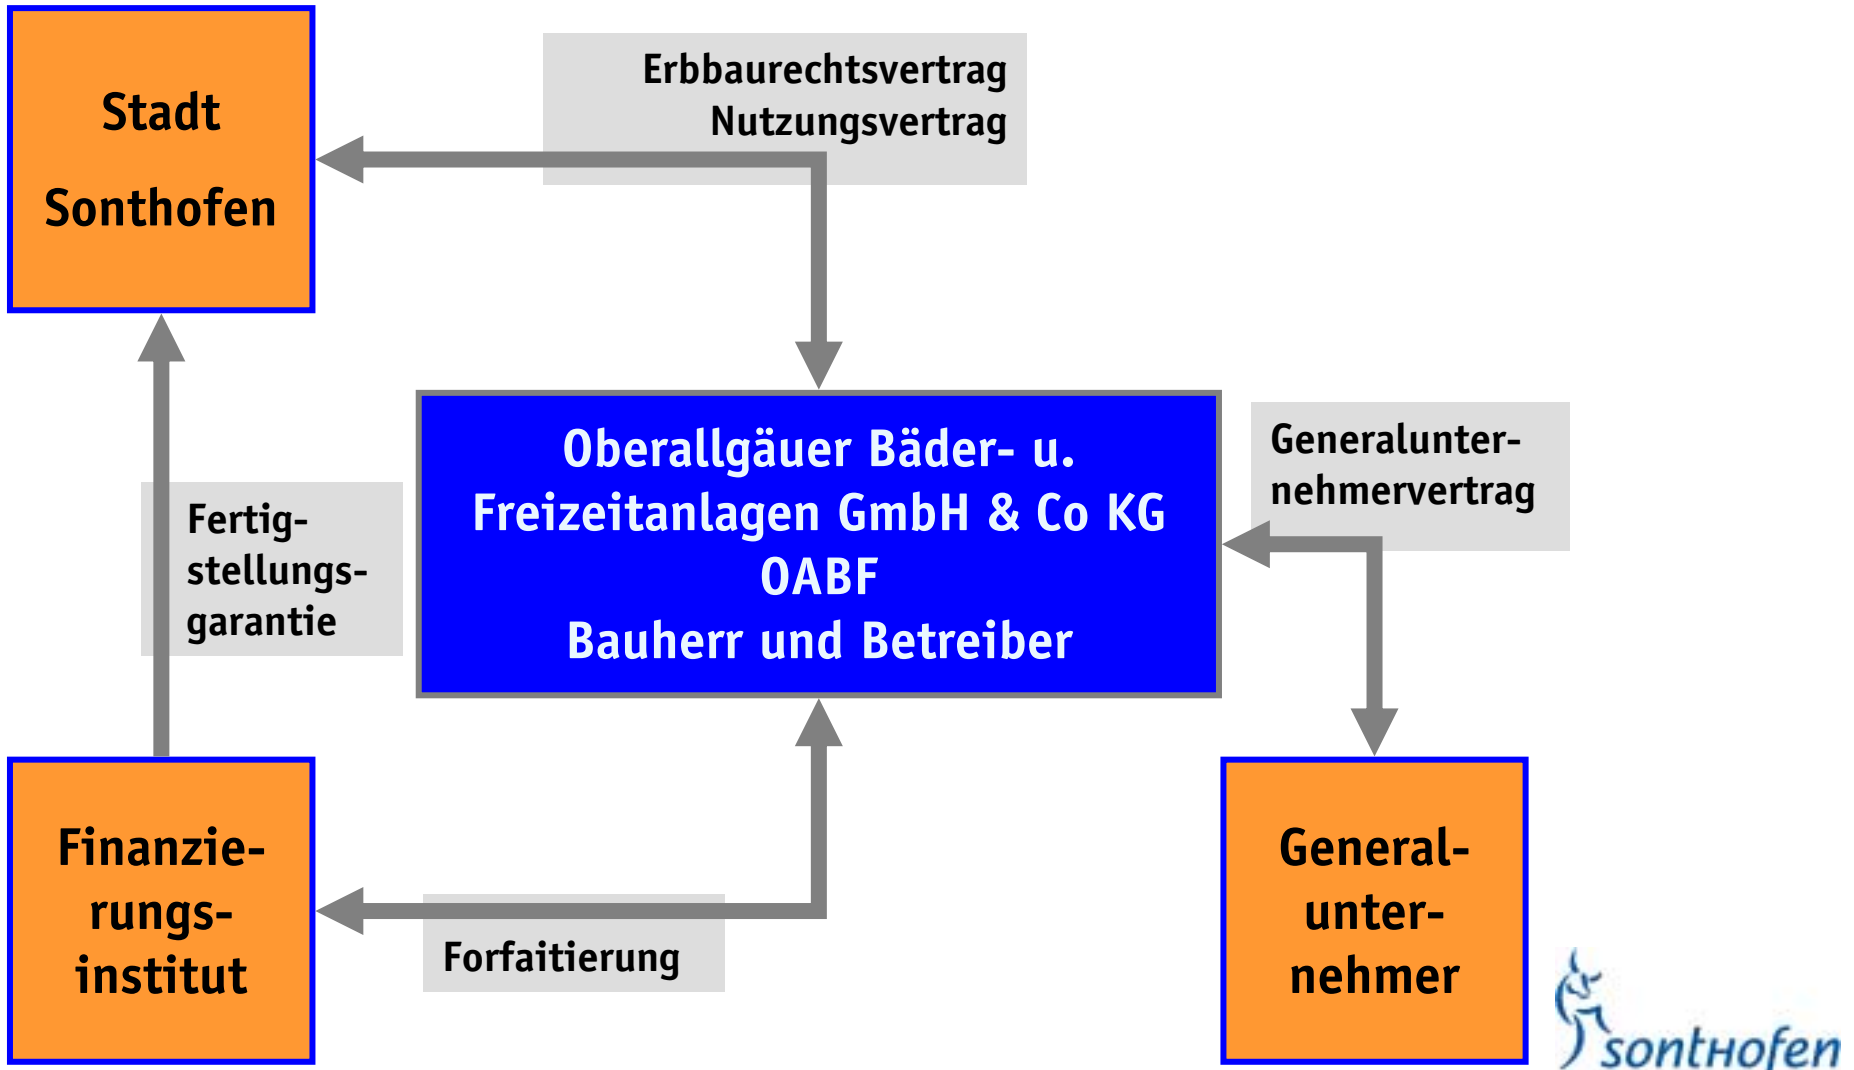 Stadt
Sonthofen
Erbbaurechtsvertrag
Nutzungsvertrag
Oberallgäuer Bäder- u.
Freizeitanlagen GmbH & Co KG
OABF
Bauherr und Betreiber
Generalunter-
nehmervertrag
Fertig-
stellungs-
garantie
Finanzie-
rungs-
institut
Forfaitierung
General-
unter-
nehmer
sontHofen